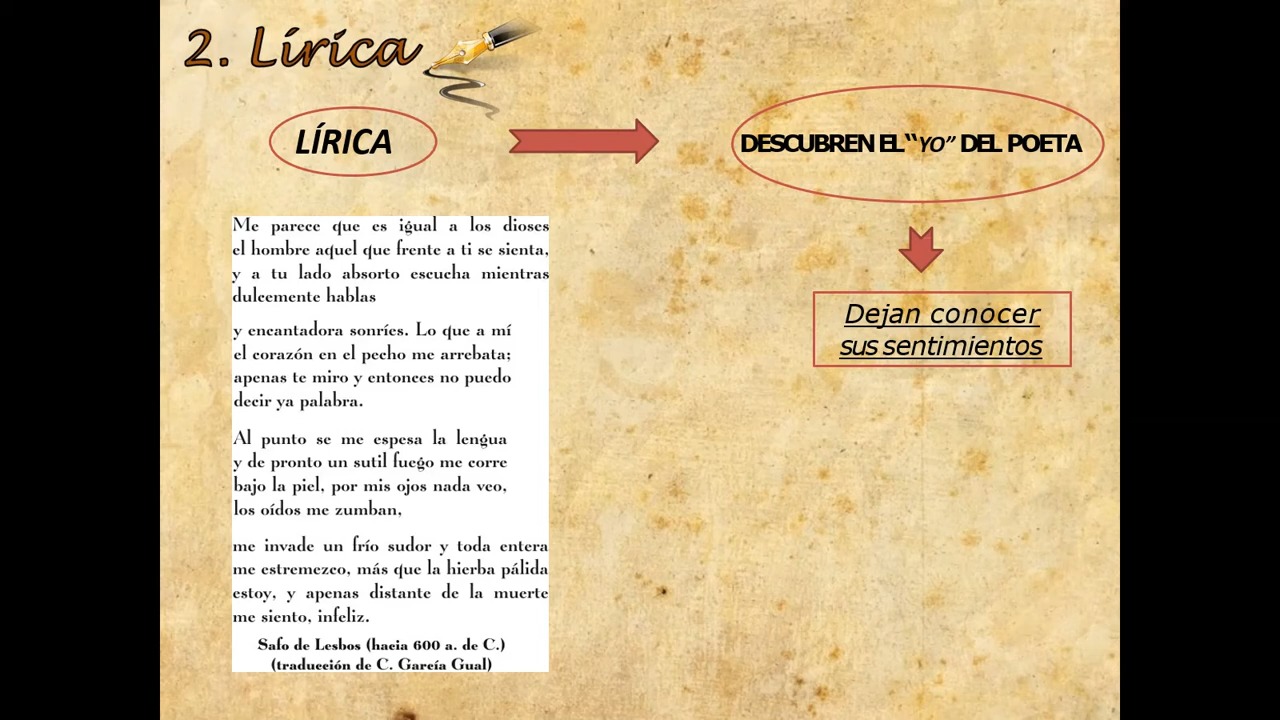 2. Lírica
LÍRICA
DESCUBREN EL “YO” DEL POETA
Dejan conocer
sus sentimientos
Me parece que es igual a los dioses
el hombre aquel que frente a ti se sienta,
y a tu lado absorto escucha mientras
dulcemente hablas
y encantadora sonríes. Lo que a mí
el corazón en el pecho me arrebata;
apenas te miro y entonces no puedo
decir ya palabra.
Al punto se me espesa la lengua
y de pronto un sutil fuego me corre
bajo la piel, por mis ojos nada veo,
los oídos me zumban,
me invade un frío sudor y toda entera
me estremezco, más que la hierba pálida
estoy, y apenas distante de la muerte
me siento, infeliz.
Safo de Lesbos (hacia 600 a. de C.)
(traducción de C. García Gual)